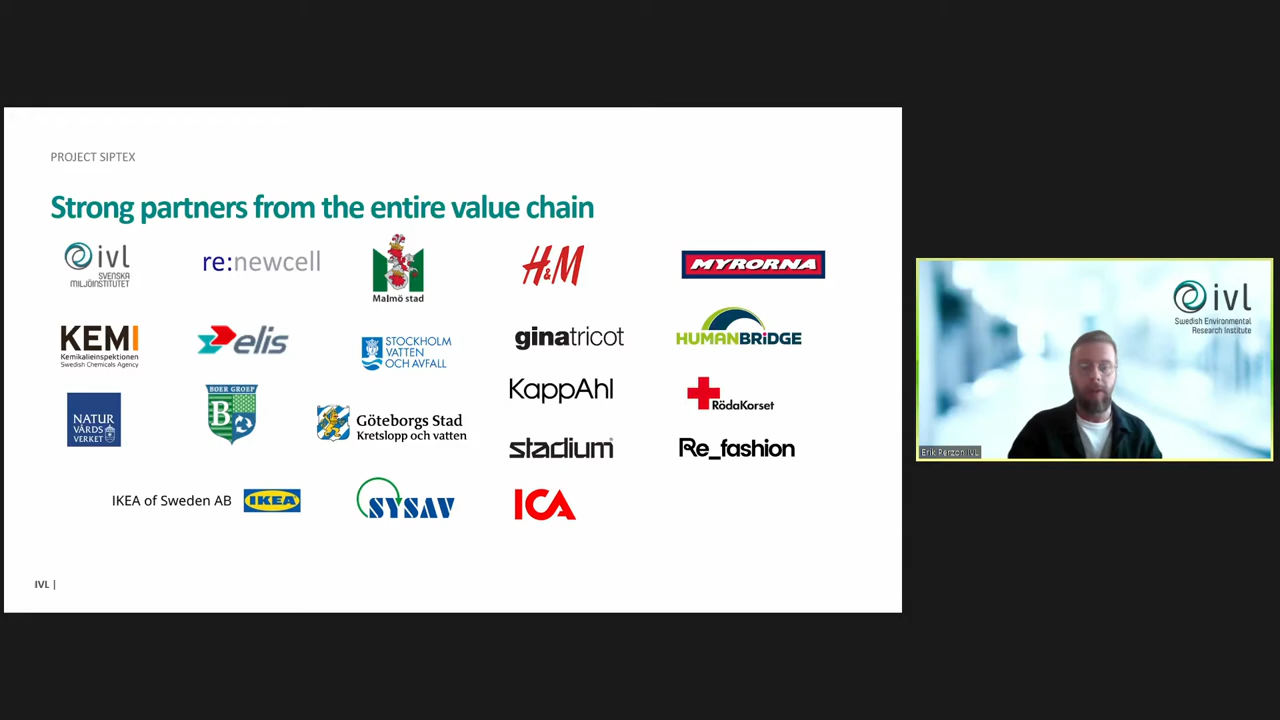 PROJECT SIPTEX
Strong partners from the entire value chain
ivl
SVENSKA
MILJÖINSTITUTET
re:newcell
Malmö stad
H&M
MYRORNA
KEMI
Kemikalieinspektionen
Swedish Chemicals Agency
elis
STOCKHOLM
VATTEN
OCH AVFALL
ginatricot
HUMANBRIDGE
NATUR
VÅRDS
VERKET
BOER GROEP
B
Göteborgs Stad
Kretslopp och vatten
KappAhl
RödaKorset
stadium
Re_fashion
IKEA of Sweden AB
IKEA
SYSAV
ICA
IVL |
ivl
Swedish Environmental
Research Institute
Erik Perzon IVL